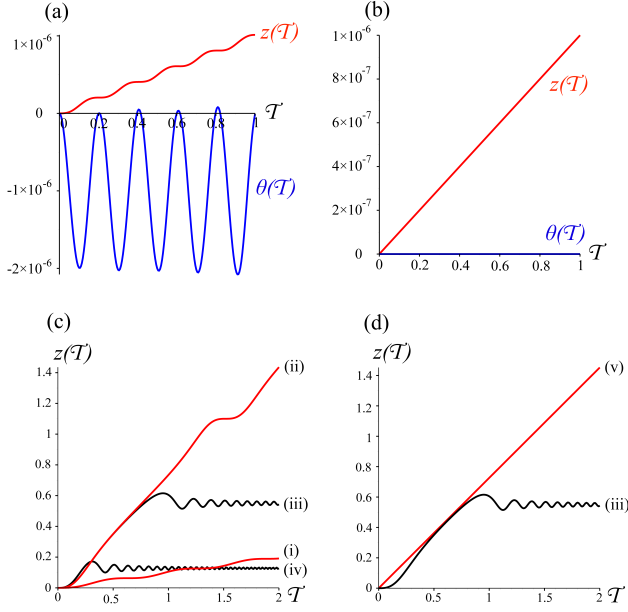 (a)
1×10⁻⁶
z(𝒯)
0
0 0.2 0.4 0.6 0.8 1
𝒯
-1×10⁻⁶
θ(𝒯)
-2×10⁻⁶
(b)
1×10⁻⁶
8×10⁻⁷
6×10⁻⁷
4×10⁻⁷
2×10⁻⁷
0
z(𝒯)
θ(𝒯)
0 0.2 0.4 0.6 0.8 1
𝒯
(c)
z(𝒯)
1.4
1.2
1
0.8
0.6
0.4
0.2
0
(ii)
(iii)
(i)
(iv)
0 0.5 1 1.5 2
𝒯
(d)
z(𝒯)
1.4
1.2
1
0.8
0.6
0.4
0.2
0
(v)
(iii)
0 0.5 1 1.5 2
𝒯